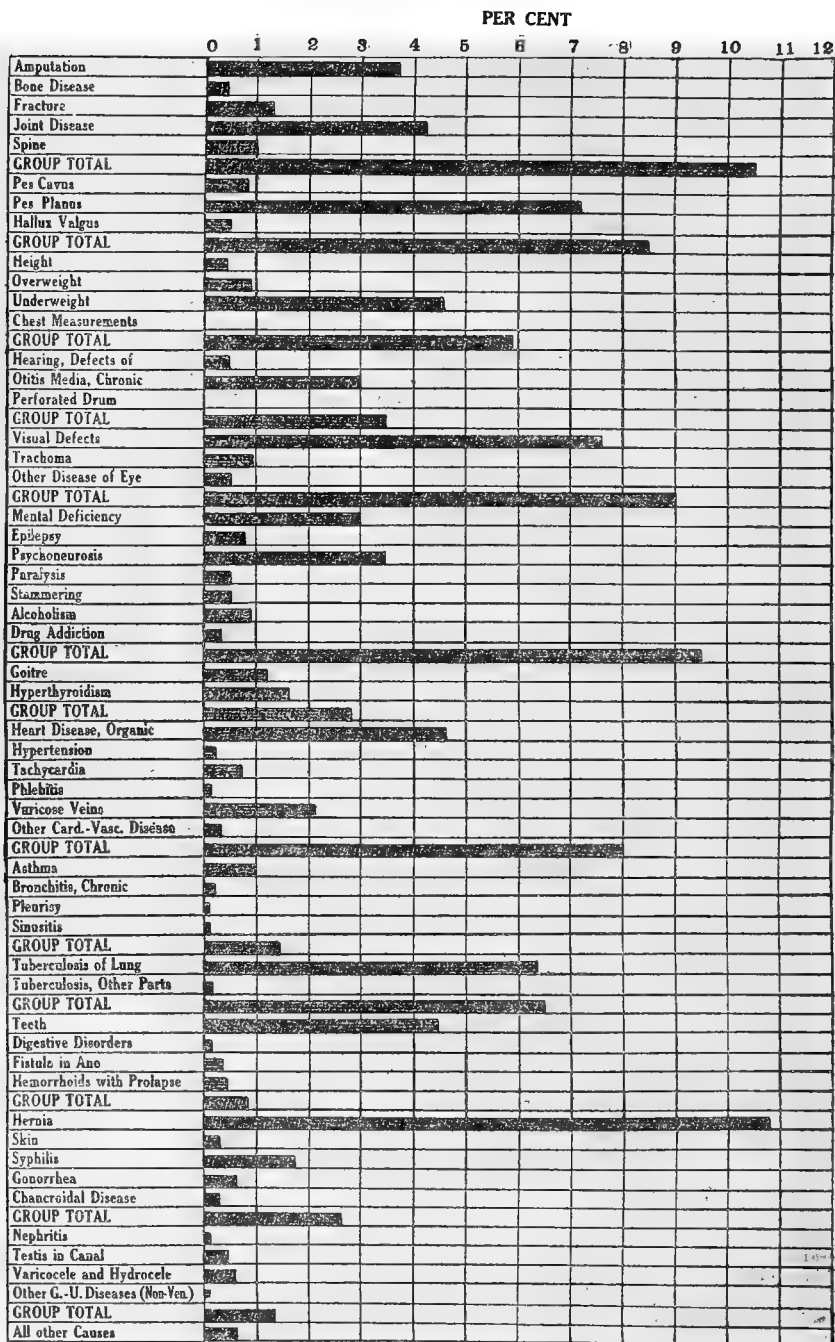 PER CENT
0 1 2 3 4 5 6 7 8 9 10 11 12
Amputation
Bone Disease
Fracture
Joint Disease
Spine
GROUP TOTAL
Pes Cavus
Pes Planus
Hallux Valgus
GROUP TOTAL
Height
Overweight
Underweight
Chest Measurements
GROUP TOTAL
Hearing, Defects of
Otitis Media, Chronic
Perforated Drum
GROUP TOTAL
Visual Defects
Trachoma
Other Disease of Eye
GROUP TOTAL
Mental Deficiency
Epilepsy
Psychoneurosis
Paralysis
Stammering
Alcoholism
Drug Addiction
GROUP TOTAL
Goitre
Hyperthyroidism
GROUP TOTAL
Heart Disease, Organic
Hypertension
Tachycardia
Phlebitis
Varicose Veins
Other Card.-Vasc. Disease
GROUP TOTAL
Asthma
Bronchitis, Chronic
Pleurisy
Sinusitis
GROUP TOTAL
Tuberculosis of Lung
Tuberculosis, Other Parts
GROUP TOTAL
Teeth
Digestive Disorders
Fistula in Ano
Hemorrhoids with Prolapse
GROUP TOTAL
Hernia
Skin
Syphilis
Gonorrhea
Chancroidal Disease
GROUP TOTAL
Nephritis
Testis in Canal
Varicocele and Hydrocele
Other G.-U. Diseases (Non-Ven.)
GROUP TOTAL
All other Causes